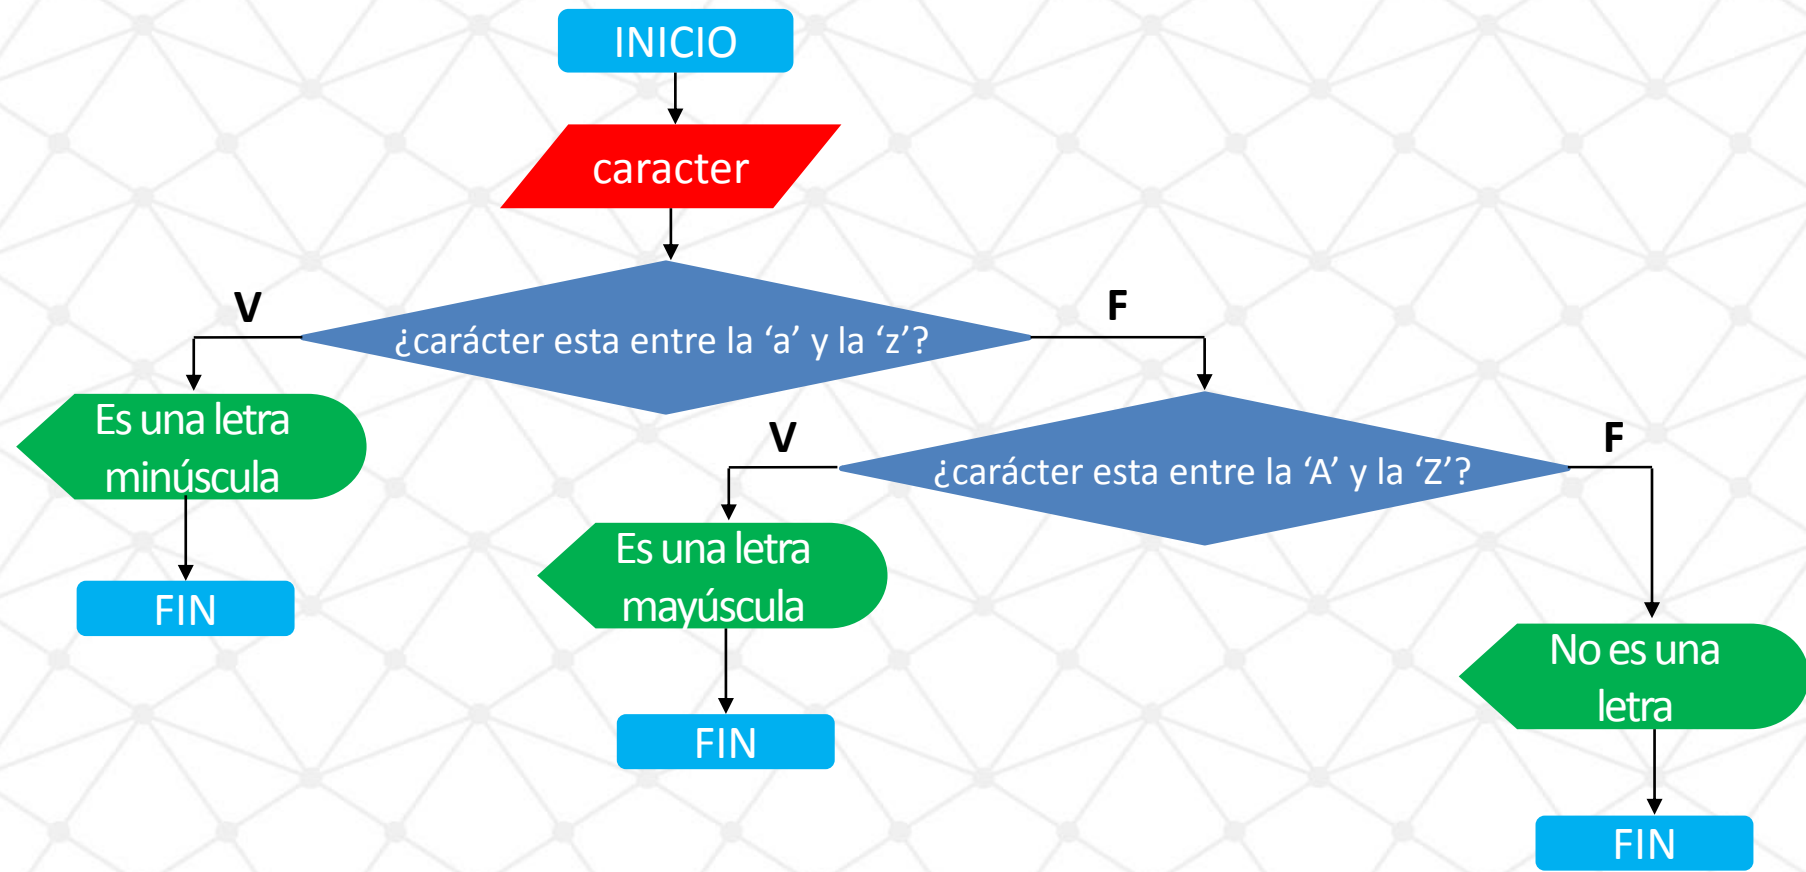 INICIO
caracter
V
F
¿carácter esta entre la ‘a’ y la ‘z’?
Es una letra
minúscula
FIN
V
F
¿carácter esta entre la ‘A’ y la ‘Z’?
Es una letra
mayúscula
FIN
No es una
letra
FIN